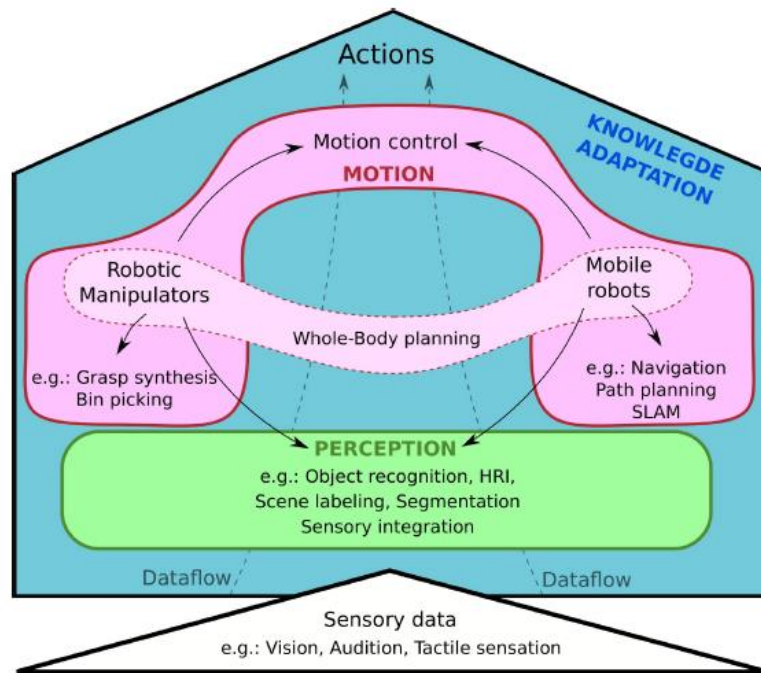 Actions
KNOWLEGDE
ADAPTATION
Motion control
MOTION
Robotic
Manipulators
Mobile
robots
Whole-Body planning
e.g.: Grasp synthesis
Bin picking
e.g.: Navigation
Path planning
SLAM
PERCEPTION
e.g.: Object recognition, HRI,
Scene labeling, Segmentation
Sensory integration
Dataflow
Dataflow
Sensory data
e.g.: Vision, Audition, Tactile sensation